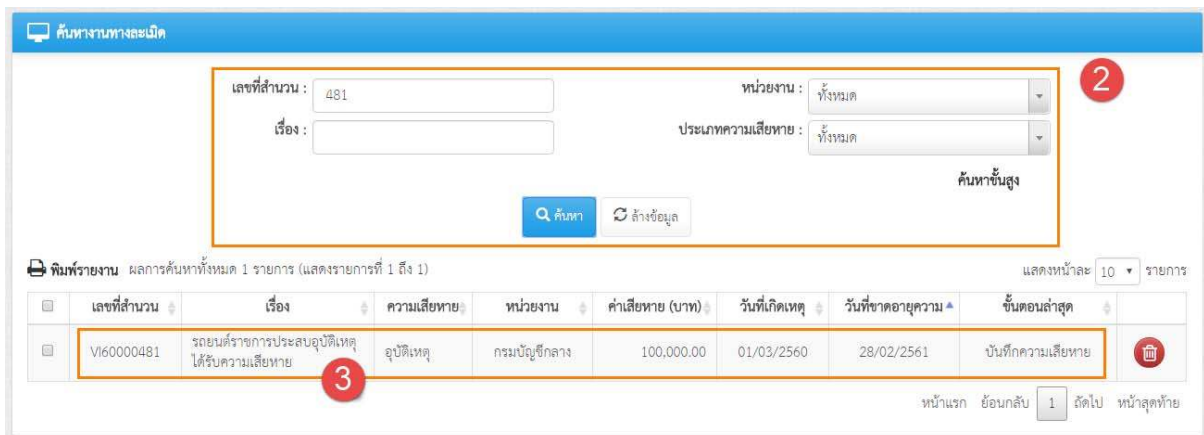 ค้นหางานทางละเมิด
เลขที่สำนวน : 481 หน่วยงาน : ทั้งหมด 2
เรื่อง : ประเภทความเสียหาย : ทั้งหมด
ค้นหาขั้นสูง
ค้นหา ล้างข้อมูล
พิมพ์รายงาน ผลการค้นหาทั้งหมด 1 รายการ (แสดงรายการที่ 1 ถึง 1) แสดงหน้าละ 10 รายการ
เลขที่สำนวน เรื่อง ความเสียหาย หน่วยงาน ค่าเสียหาย (บาท) วันที่เกิดเหตุ วันที่ขาดอายุความ ขั้นตอนล่าสุด
VI60000481 รถยนต์ราชการประสบอุบัติเหตุ อุบัติเหตุ กรมบัญชีกลาง 100,000.00 01/03/2560 28/02/2561 บันทึกความเสียหาย
ได้รับความเสียหาย
3
หน้าแรก ย้อนกลับ 1 ถัดไป หน้าสุดท้าย